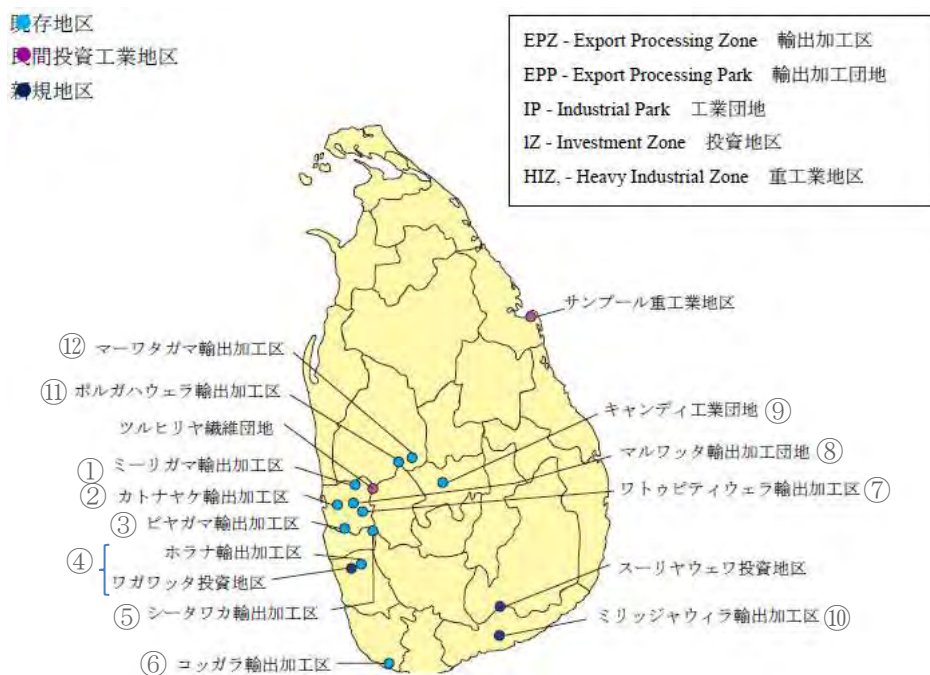 既存地区
民間投資工業地区
新規地区
EPZ - Export Processing Zone 輸出加工区
EPP - Export Processing Park 輸出加工団地
IP - Industrial Park 工業団地
IZ - Investment Zone 投資地区
HIZ, - Heavy Industrial Zone 重工業地区
サンプール重工業地区
⑫ マーワタガマ輸出加工区
⑪ ポルガハウェラ輸出加工区
ツルヒリヤ繊維団地
① ミーリガマ輸出加工区
② カトナヤケ輸出加工区
③ ビヤガマ輸出加工区
④ ホラナ輸出加工区
ワガワッタ投資地区
⑤ シータワカ輸出加工区
⑥ コッガラ輸出加工区
キャンディ工業団地 ⑨
マルワッタ輸出加工団地 ⑧
ワトゥピティウェラ輸出加工区 ⑦
スーリヤウェワ投資地区
ミリッジャウィラ輸出加工区 ⑩